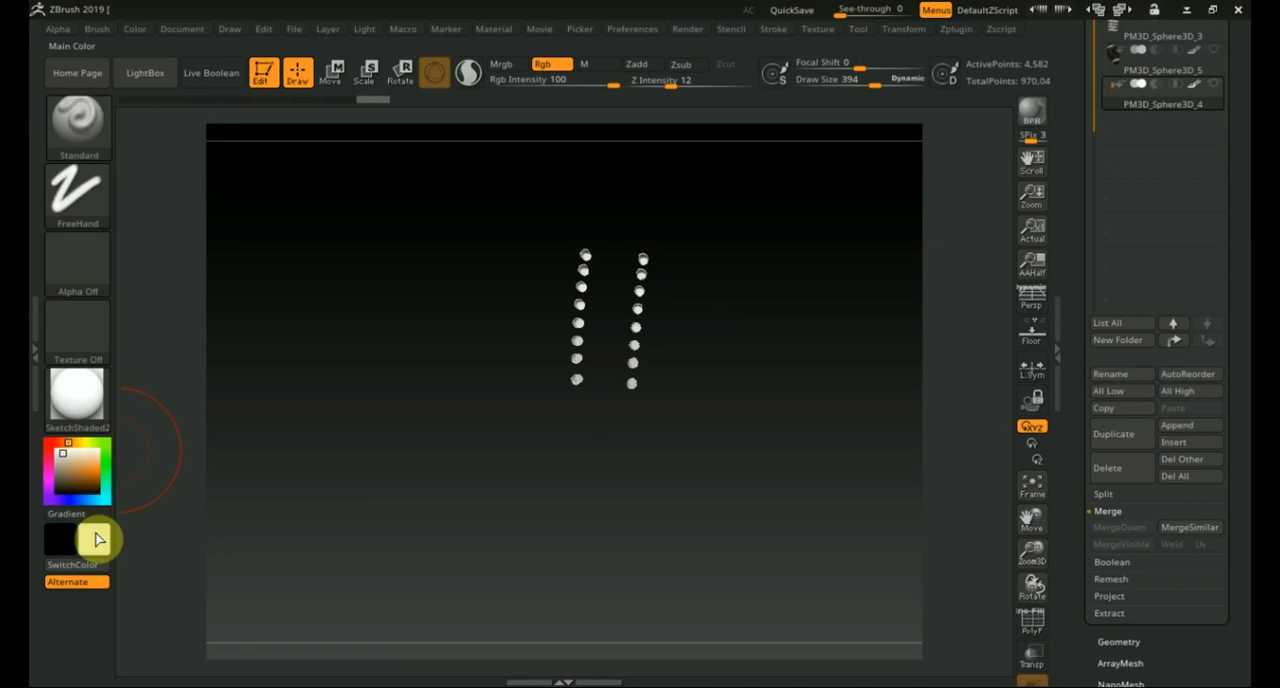 ZBrush 2019 [
AC QuickSave See-through 0 Menus DefaultZScript
Alpha Brush Color Document Draw Edit File Layer Light Macro Marker Material Movie Picker Preferences Render Stencil Stroke Texture Tool Transform Zplugin Zscript
Main Color
Home Page LightBox Live Boolean Edit Draw Move Scale Rotate
Mrgb Rgb M Zadd Zsub Zcut
Rgb Intensity 100 Z Intensity 12
Focal Shift 0
Draw Size 394 Dynamic
ActivePoints: 4,582
TotalPoints: 970,04
Standard
FreeHand
Alpha Off
Texture Off
SketchShaded2
Gradient
SwitchColor
Alternate
BPR
SPix 3
Scroll
Zoom
Actual
AAHalf
Dynamic
Persp
Floor
L.Sym
XYZ
Frame
Move
Zoom3D
Rotate
PolyF
Transp
PM3D_Sphere3D_3
PM3D_Sphere3D_5
PM3D_Sphere3D_4
List All
New Folder
Rename AutoReorder
All Low All High
Copy Paste
Duplicate Append
Insert
Delete Del Other
Del All
Split
Merge
MergeDown MergeSimilar
MergeVisible Weld Uv
Boolean
Remesh
Project
Extract
Geometry
ArrayMesh
NanoMesh